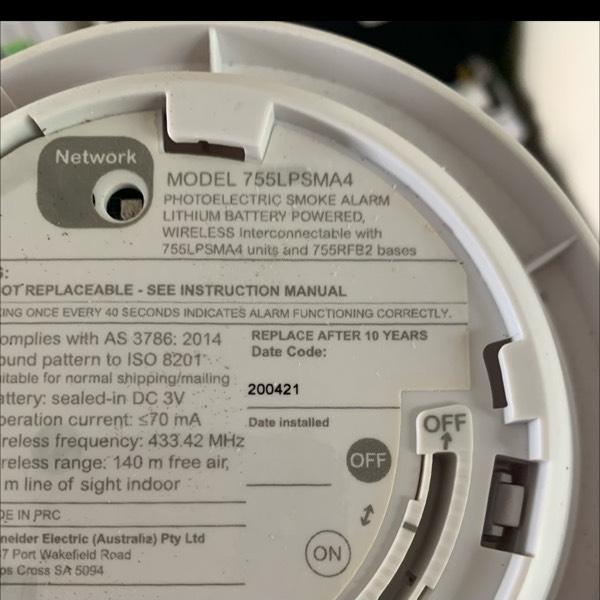 Network
MODEL 755LPSMA4
PHOTOELECTRIC SMOKE ALARM
LITHIUM BATTERY POWERED,
WIRELESS Interconnectable with
755LPSMA4 units and 755RFB2 bases
S:
OT REPLACEABLE - SEE INSTRUCTION MANUAL
KING ONCE EVERY 40 SECONDS INDICATES ALARM FUNCTIONING CORRECTLY.
omplies with AS 3786: 2014
ound pattern to ISO 8201
uitable for normal shipping/mailing
attery: sealed-in DC 3V
peration current: ≤70 mA
ireless frequency: 433.42 MHz
ireless range: 140 m free air,
m line of sight indoor
REPLACE AFTER 10 YEARS
Date Code:
200421
Date installed
OFF
↑
OFF
↕
ON
DE IN PRC
neider Electric (Australia) Pty Ltd
37 Port Wakefield Road
ps Cross SA 5094